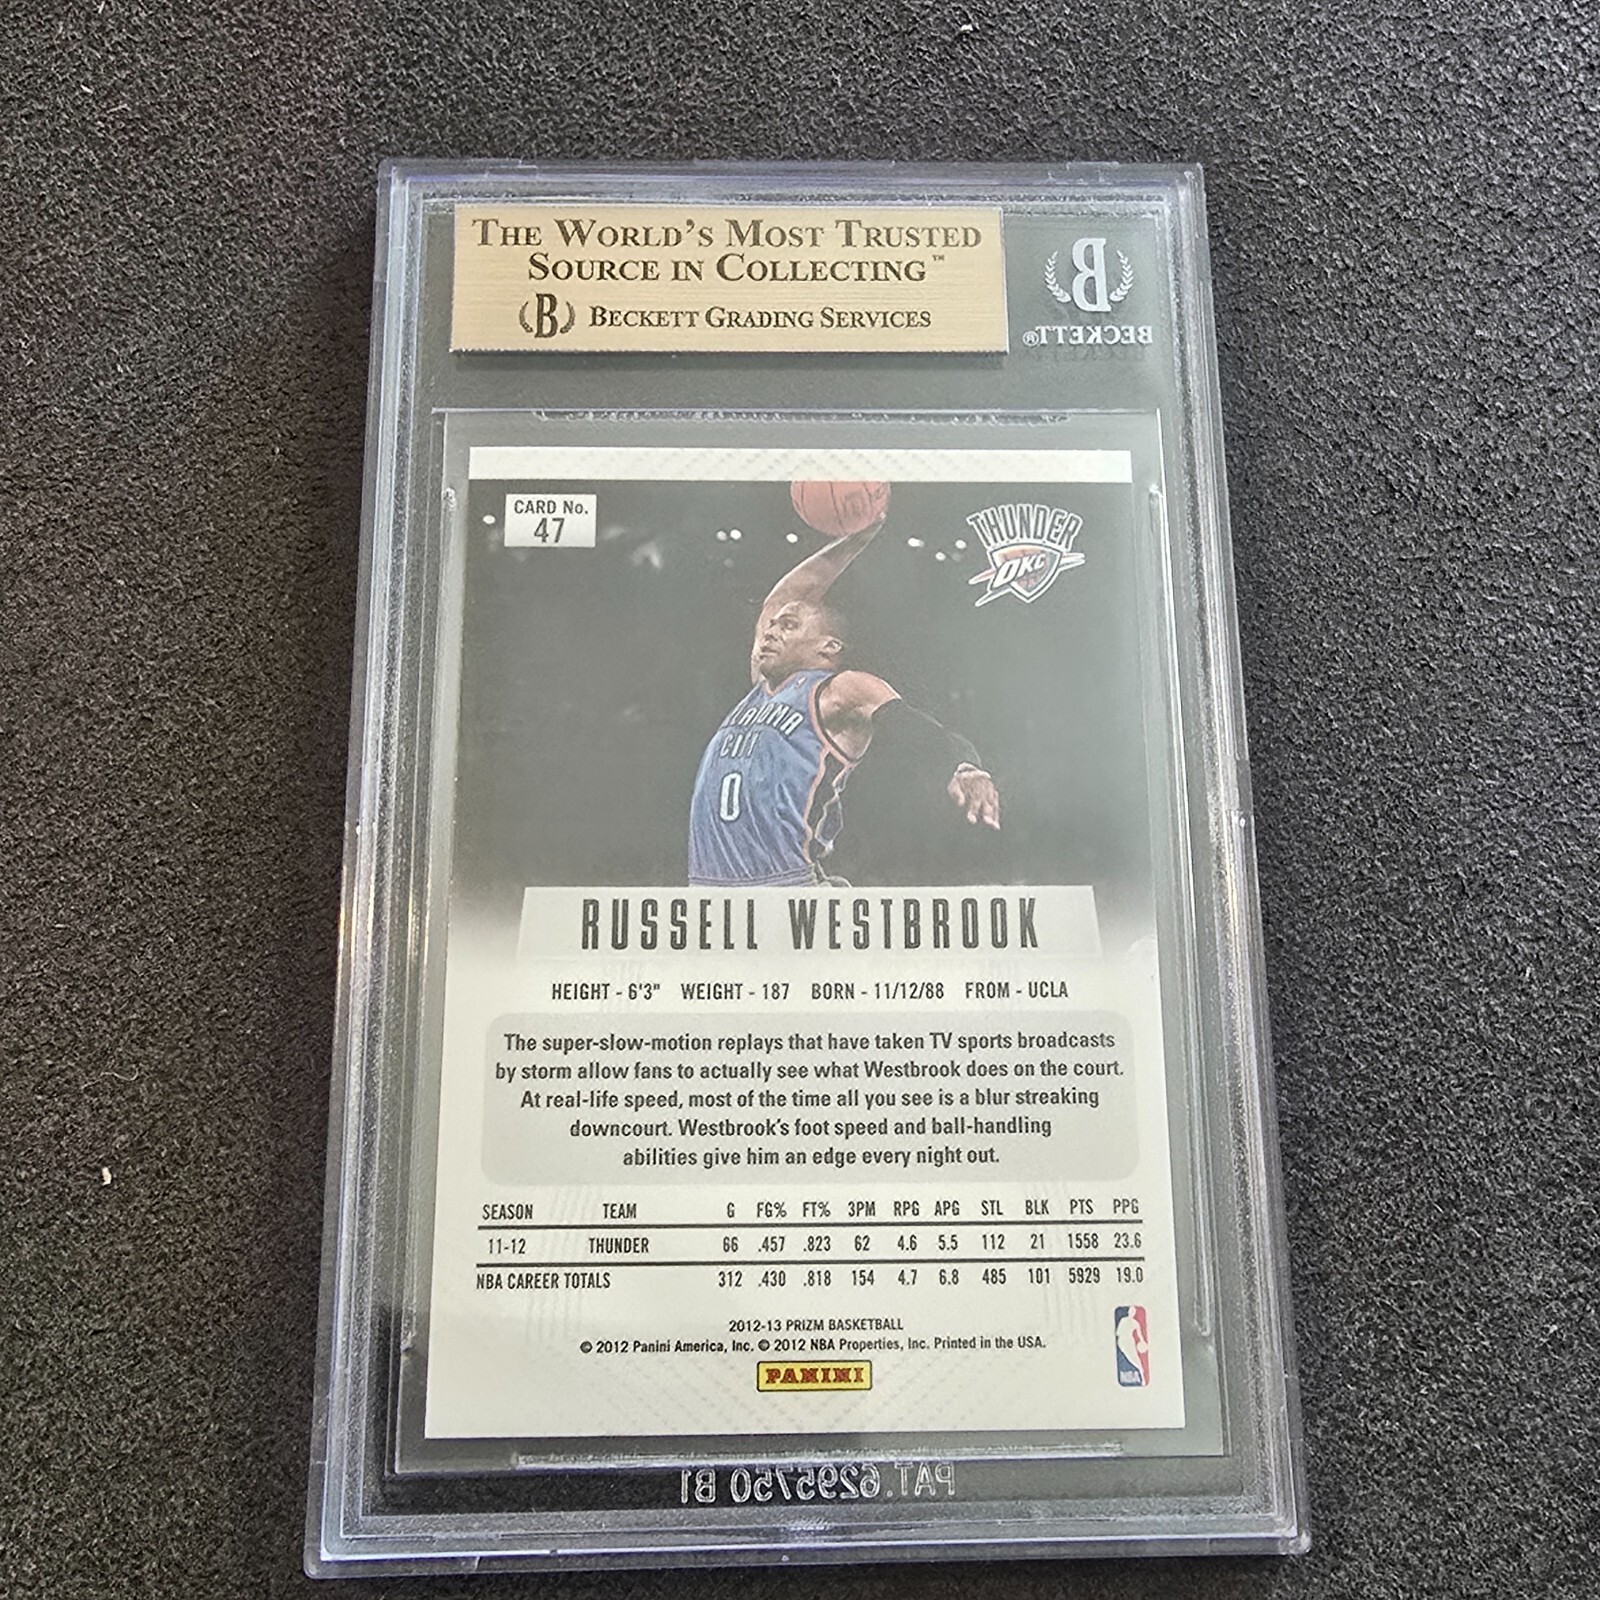 THE WORLD'S MOST TRUSTED
SOURCE IN COLLECTING™
B BECKETT GRADING SERVICES
B
BECKETT®
CARD No.
47
THUNDER
OKC
OKLAHOMA
CITY
0
RUSSELL WESTBROOK
HEIGHT - 6'3" WEIGHT - 187 BORN - 11/12/88 FROM - UCLA
The super-slow-motion replays that have taken TV sports broadcasts
by storm allow fans to actually see what Westbrook does on the court.
At real-life speed, most of the time all you see is a blur streaking
downcourt. Westbrook's foot speed and ball-handling
abilities give him an edge every night out.
SEASON TEAM G FG% FT% 3PM RPG APG STL BLK PTS PPG
11-12 THUNDER 66 .457 .823 62 4.6 5.5 112 21 1558 23.6
NBA CAREER TOTALS 312 .430 .818 154 4.7 6.8 485 101 5929 19.0
2012-13 PRIZM BASKETBALL
© 2012 Panini America, Inc. © 2012 NBA Properties, Inc. Printed in the USA.
PANINI
NBA
PAT. 6295750 B1